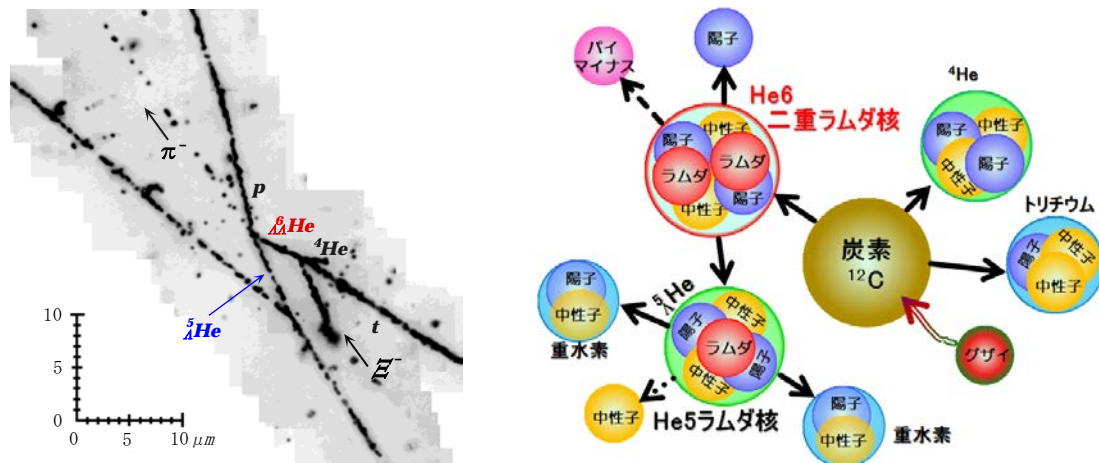 π⁻
p
⁶ΛΛHe
⁴He
⁵ΛHe
t
Ξ⁻
10
5
0
0
5
10 μm
パイ
マイナス
陽子
He6
二重ラムダ核
陽子
中性子
ラムダ
ラムダ
中性子
陽子
⁴He
陽子
中性子
中性子
陽子
トリチウム
陽子
中性子
中性子
炭素
¹²C
グザイ
⁵ΛHe
陽子
中性子
ラムダ
中性子
陽子
陽子
中性子
重水素
中性子
He5ラムダ核
陽子
中性子
重水素